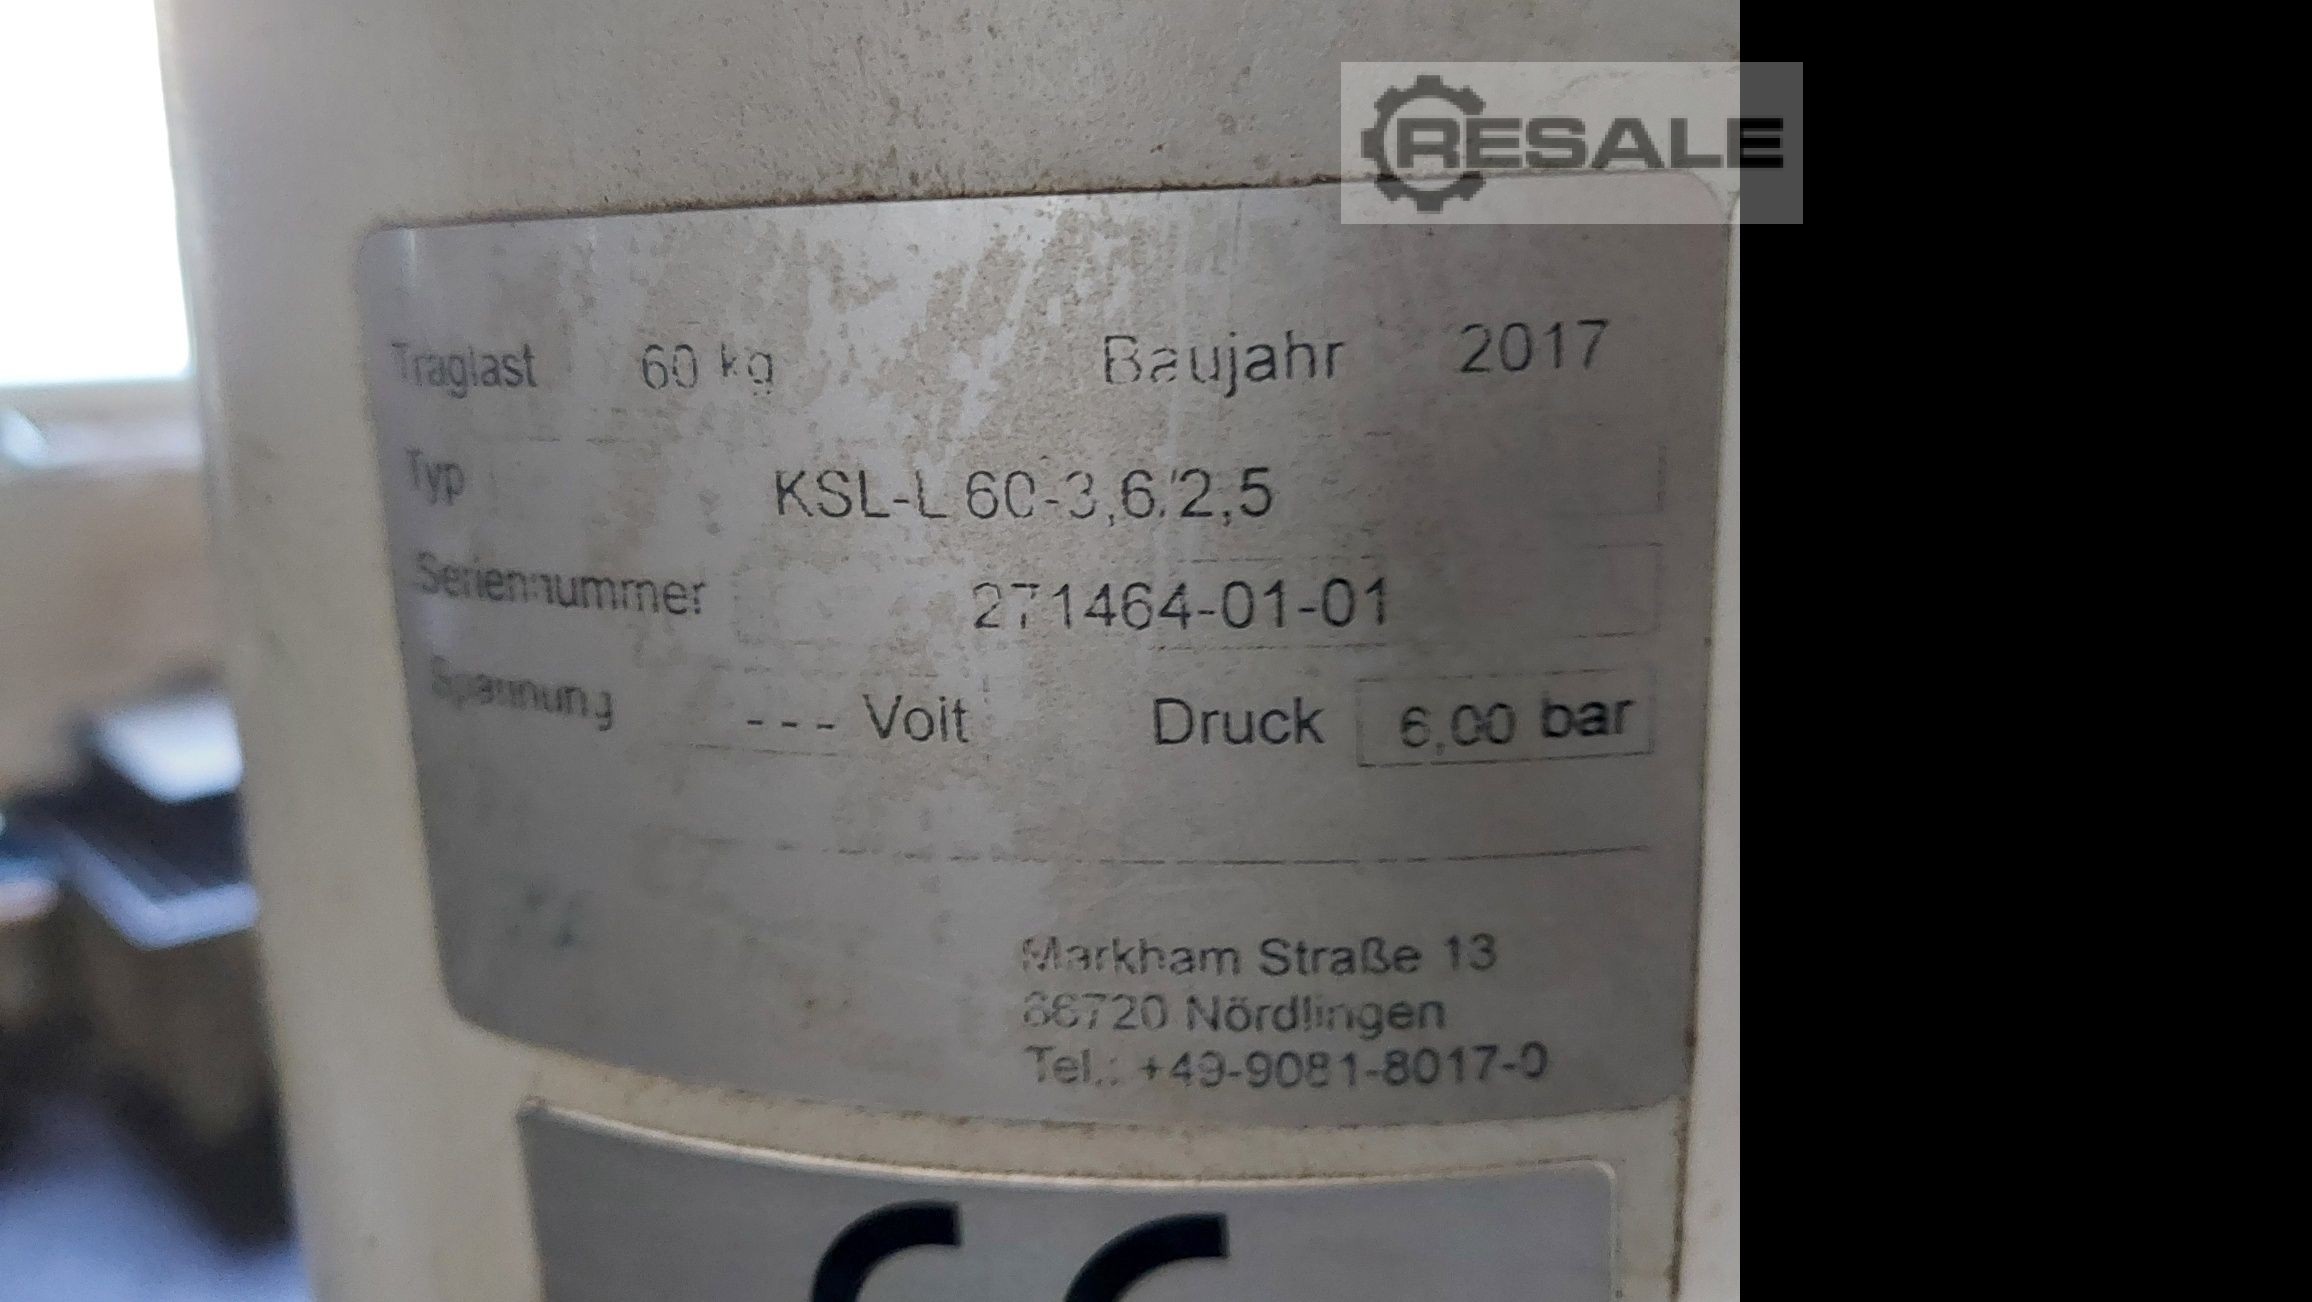 RESALE
Traglast 60 kg Baujahr 2017
Typ KSL-L 60-3,6/2,5
Seriennummer 271464-01-01
Spannung --- Volt Druck 6,00 bar
Markham Straße 13
86720 Nördlingen
Tel.: +49-9081-8017-0
CE